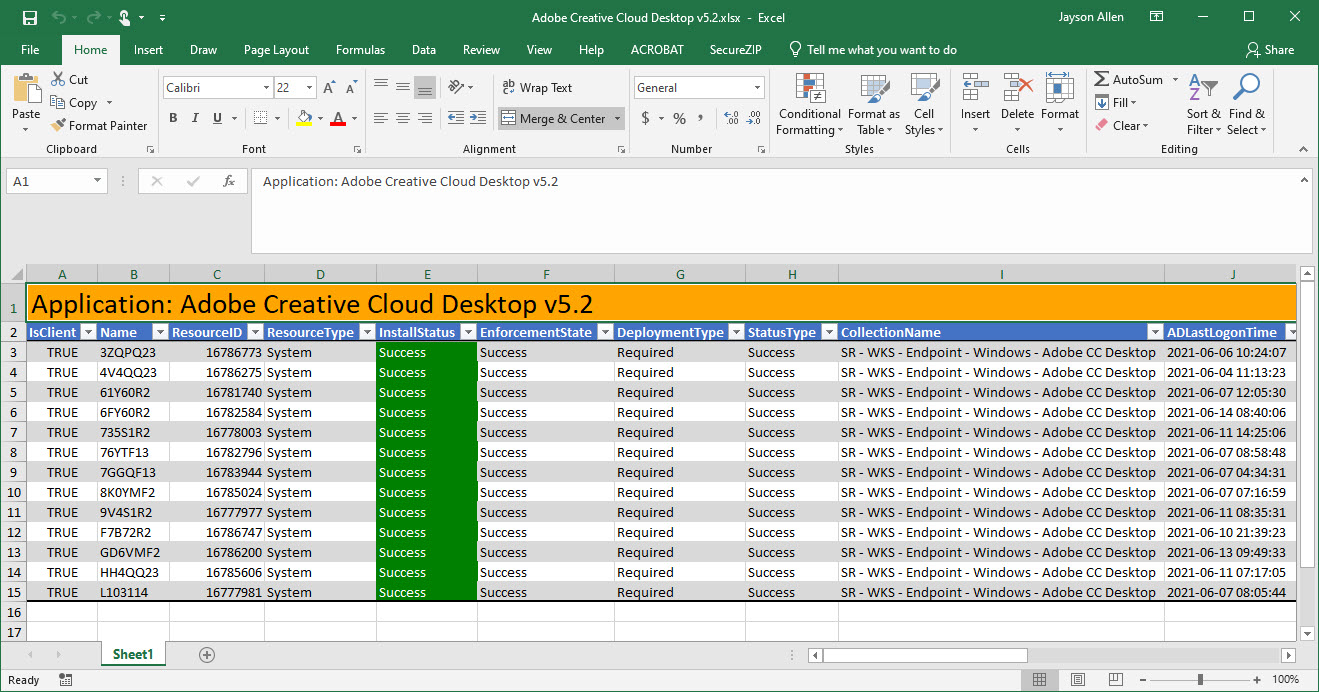 Adobe Creative Cloud Desktop v5.2.xlsx - Excel Jayson Allen
File Home Insert Draw Page Layout Formulas Data Review View Help ACROBAT SecureZIP Tell me what you want to do Share
Paste Cut Copy Format Painter Clipboard
Calibri 22 A A B I U A Font
Wrap Text Merge & Center Alignment
General $ % , .00 .0 Number
Conditional Formatting Format as Table Cell Styles Styles
Insert Delete Format Cells
AutoSum Fill Clear Sort & Filter Find & Select Editing
A1 fx Application: Adobe Creative Cloud Desktop v5.2
A B C D E F G H I J
1 Application: Adobe Creative Cloud Desktop v5.2
2 IsClient Name ResourceID ResourceType InstallStatus EnforcementState DeploymentType StatusType CollectionName ADLastLogonTime
3 TRUE 3ZQPQ23 16786773 System Success Success Required Success SR - WKS - Endpoint - Windows - Adobe CC Desktop 2021-06-06 10:24:07
4 TRUE 4V4QQ23 16786275 System Success Success Required Success SR - WKS - Endpoint - Windows - Adobe CC Desktop 2021-06-04 11:13:23
5 TRUE 61Y60R2 16781740 System Success Success Required Success SR - WKS - Endpoint - Windows - Adobe CC Desktop 2021-06-07 12:05:30
6 TRUE 6FY60R2 16782584 System Success Success Required Success SR - WKS - Endpoint - Windows - Adobe CC Desktop 2021-06-14 08:40:06
7 TRUE 735S1R2 16778003 System Success Success Required Success SR - WKS - Endpoint - Windows - Adobe CC Desktop 2021-06-11 14:25:06
8 TRUE 76YTF13 16782796 System Success Success Required Success SR - WKS - Endpoint - Windows - Adobe CC Desktop 2021-06-07 08:58:48
9 TRUE 7GGQF13 16783944 System Success Success Required Success SR - WKS - Endpoint - Windows - Adobe CC Desktop 2021-06-07 04:34:31
10 TRUE 8K0YMF2 16785024 System Success Success Required Success SR - WKS - Endpoint - Windows - Adobe CC Desktop 2021-06-07 07:16:59
11 TRUE 9V4S1R2 16777977 System Success Success Required Success SR - WKS - Endpoint - Windows - Adobe CC Desktop 2021-06-11 08:35:31
12 TRUE F7B72R2 16786747 System Success Success Required Success SR - WKS - Endpoint - Windows - Adobe CC Desktop 2021-06-10 21:39:23
13 TRUE GD6VMF2 16786200 System Success Success Required Success SR - WKS - Endpoint - Windows - Adobe CC Desktop 2021-06-13 09:49:33
14 TRUE HH4QQ23 16785606 System Success Success Required Success SR - WKS - Endpoint - Windows - Adobe CC Desktop 2021-06-11 07:17:05
15 TRUE L103114 16777981 System Success Success Required Success SR - WKS - Endpoint - Windows - Adobe CC Desktop 2021-06-07 08:05:44
16
17
Sheet1
Ready 100%